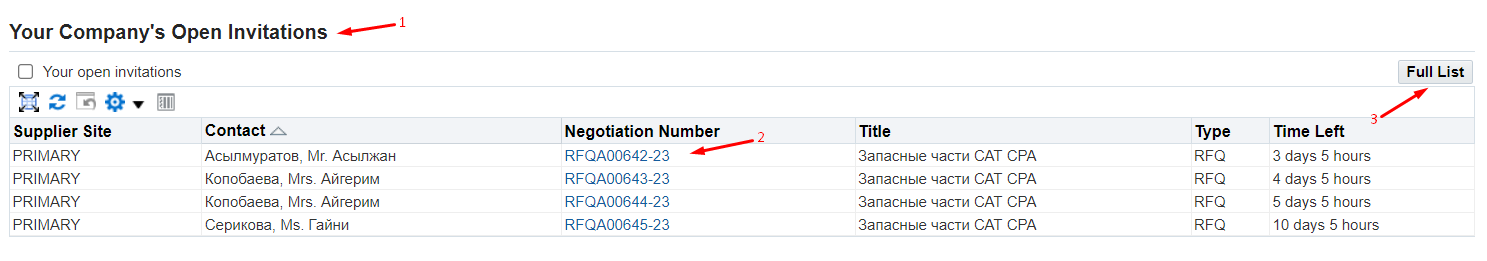 Your Company's Open Invitations 1
Your open invitations Full List
Supplier Site Contact Negotiation Number Title Type Time Left
3
PRIMARY Асылмуратов, Mr. Асылжан RFQA00642-23 2 Запасные части CAT CPA RFQ 3 days 5 hours
PRIMARY Копобаева, Mrs. Айгерим RFQA00643-23 Запасные части CAT CPA RFQ 4 days 5 hours
PRIMARY Копобаева, Mrs. Айгерим RFQA00644-23 Запасные части CAT CPA RFQ 5 days 5 hours
PRIMARY Серикова, Ms. Гайни RFQA00645-23 Запасные части CAT CPA RFQ 10 days 5 hours